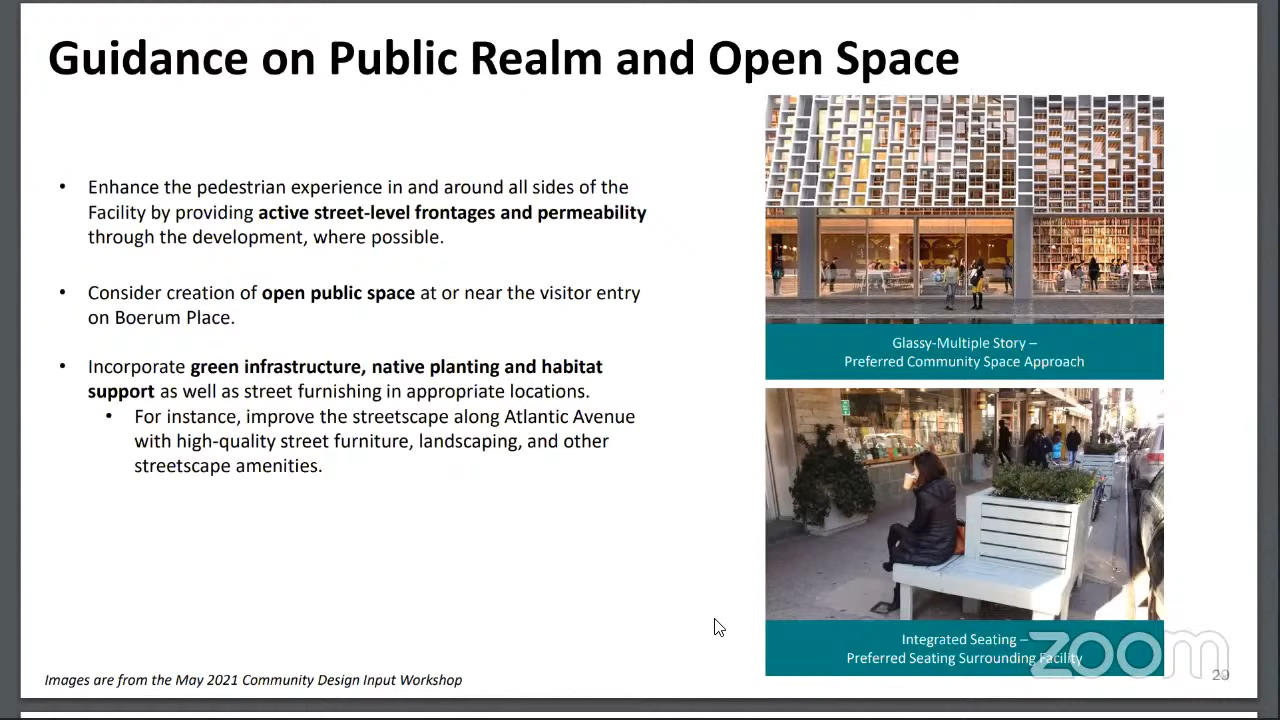 Guidance on Public Realm and Open Space
• Enhance the pedestrian experience in and around all sides of the
Facility by providing active street-level frontages and permeability
through the development, where possible.
• Consider creation of open public space at or near the visitor entry
on Boerum Place.
• Incorporate green infrastructure, native planting and habitat
support as well as street furnishing in appropriate locations.
• For instance, improve the streetscape along Atlantic Avenue
with high-quality street furniture, landscaping, and other
streetscape amenities.
Glassy-Multiple Story –
Preferred Community Space Approach
Integrated Seating –
Preferred Seating Surrounding Facility
Images are from the May 2021 Community Design Input Workshop
zoom